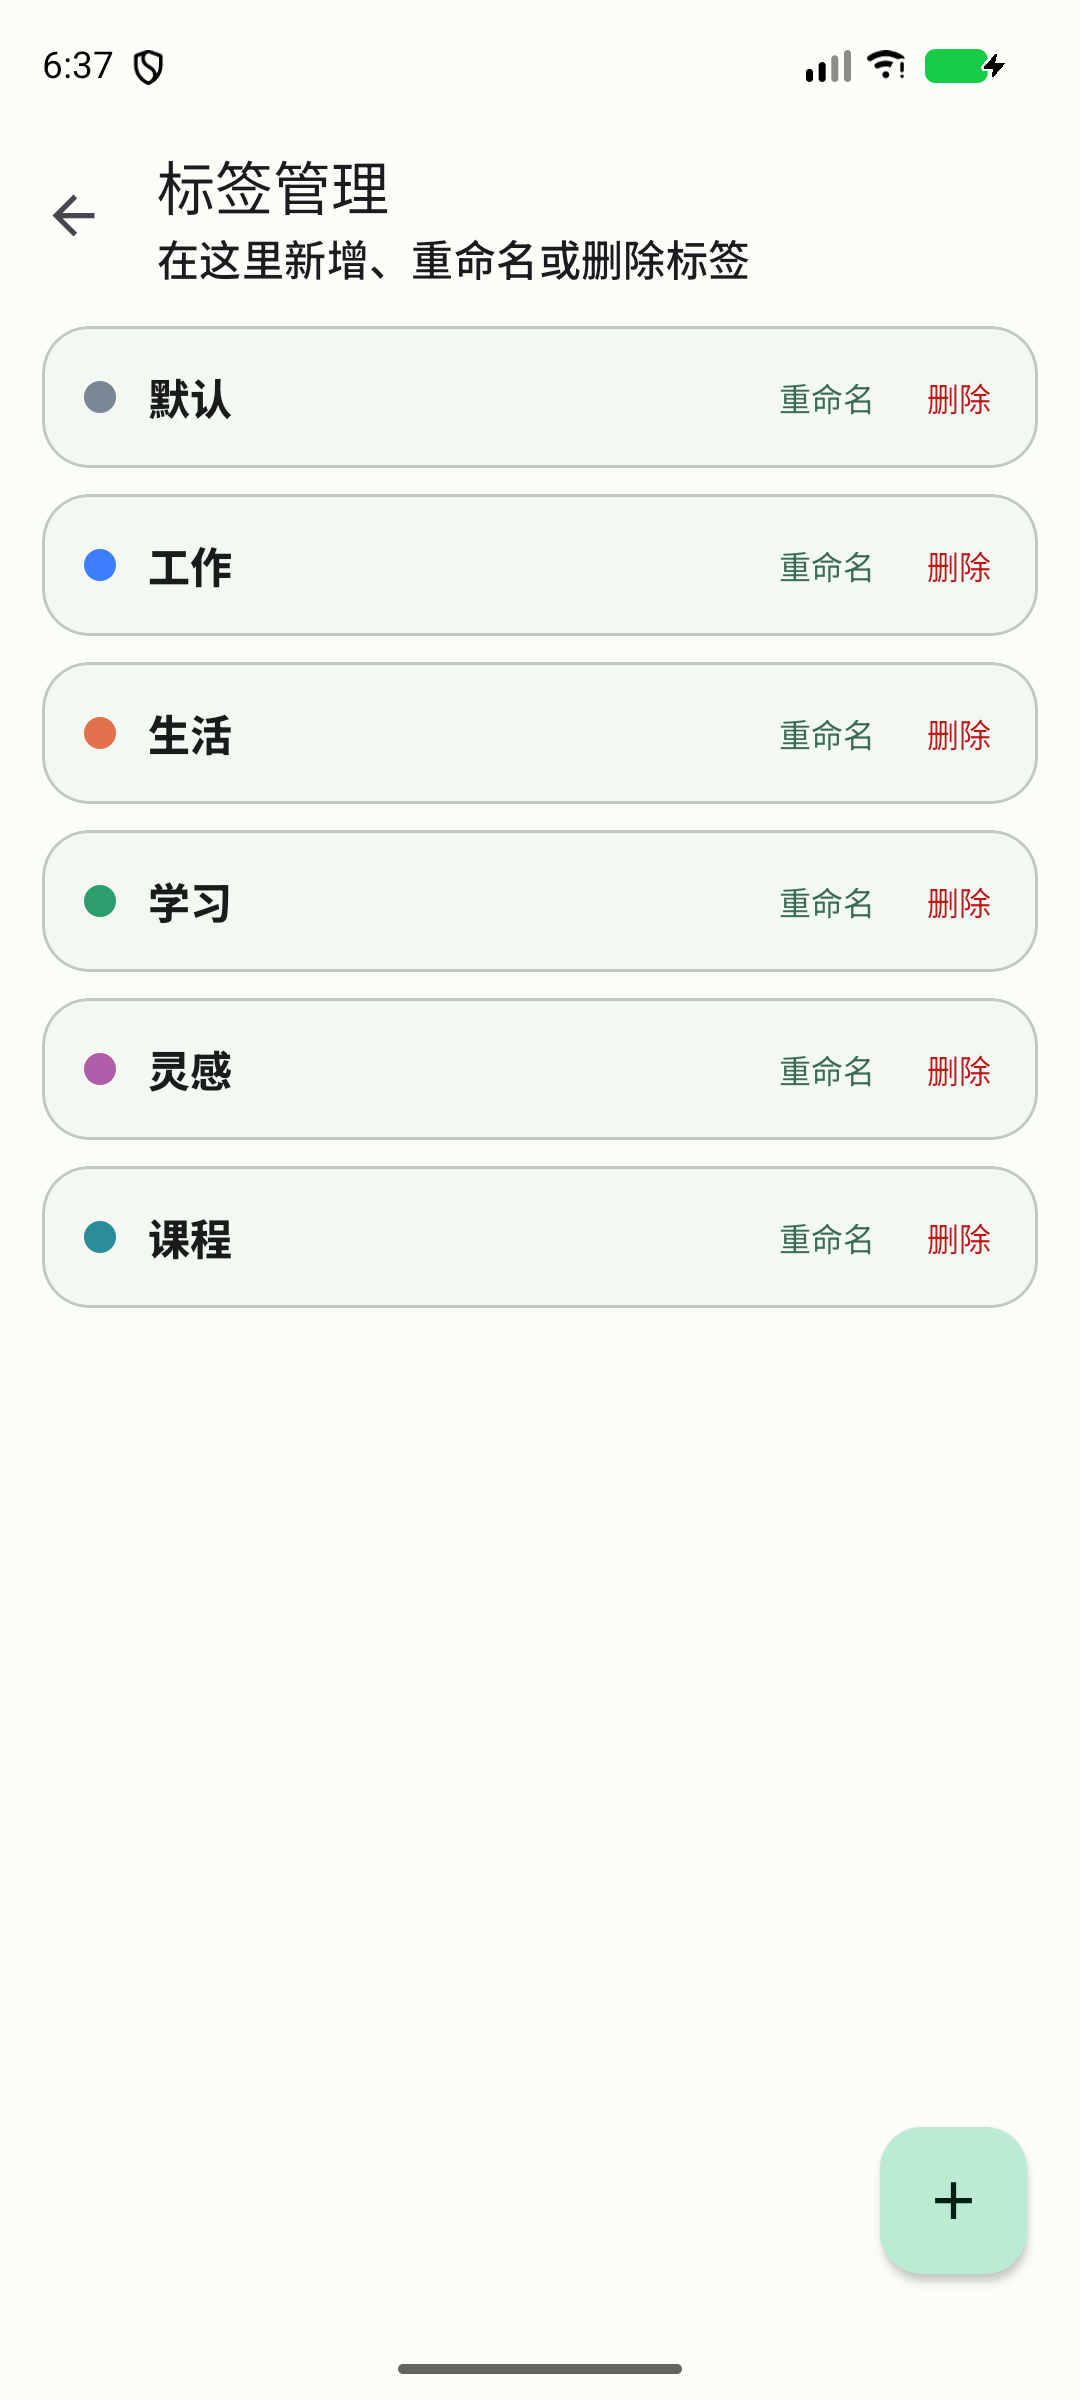 6:37
标签管理
在这里新增、重命名或删除标签
默认 重命名 删除
工作 重命名 删除
生活 重命名 删除
学习 重命名 删除
灵感 重命名 删除
课程 重命名 删除